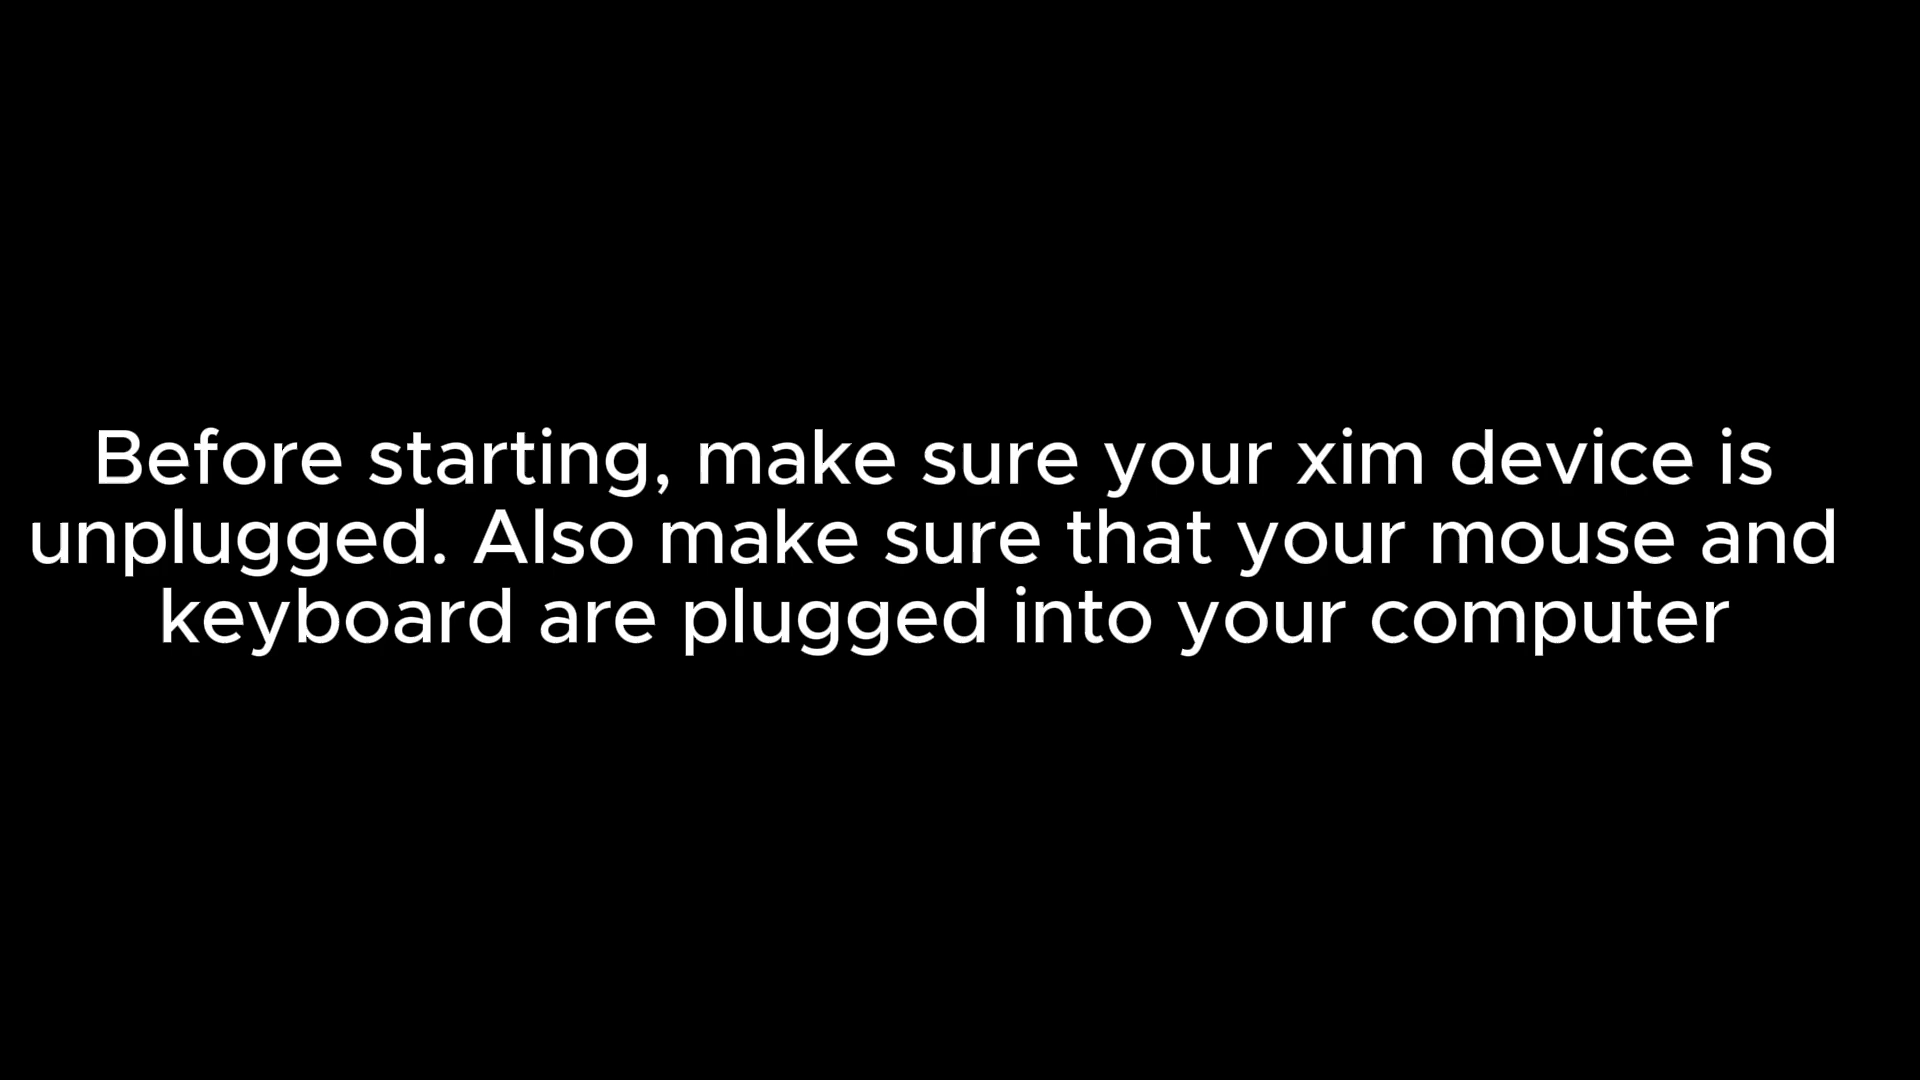 Before starting, make sure your xim device is
unplugged. Also make sure that your mouse and
keyboard are plugged into your computer